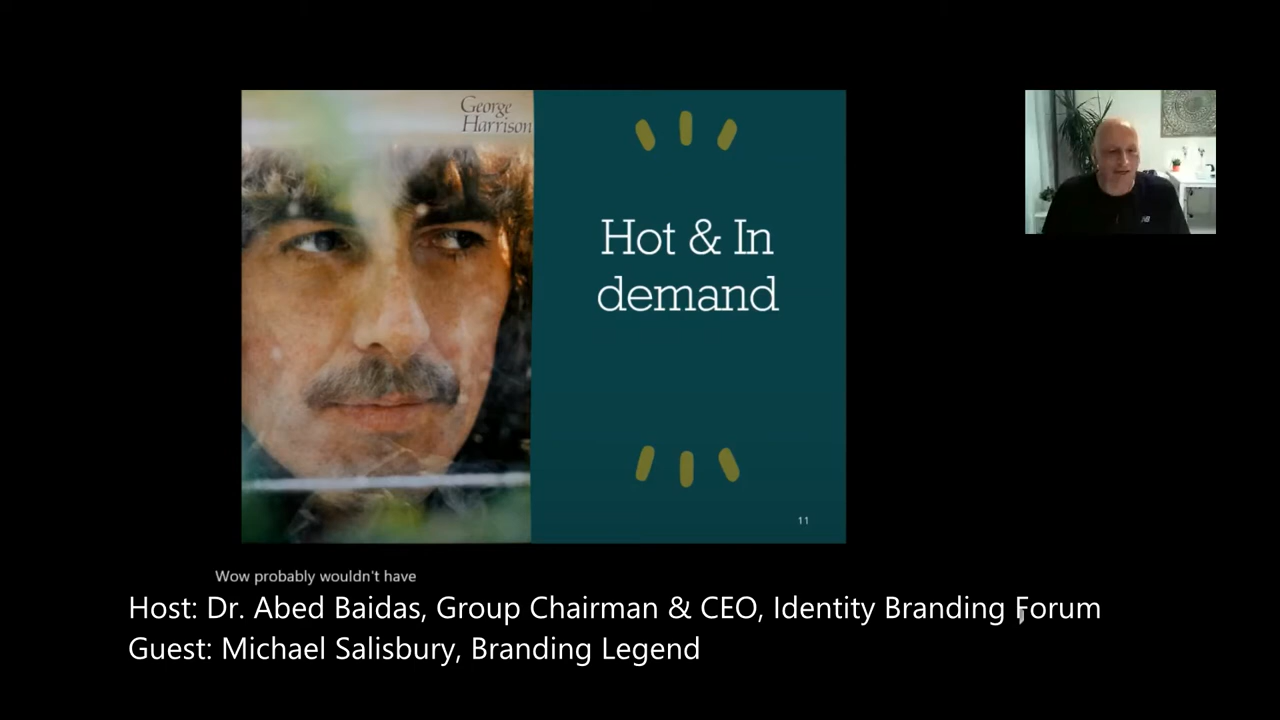 George
Harrison
Hot & In
demand
11
Wow probably wouldn't have
Host: Dr. Abed Baidas, Group Chairman & CEO, Identity Branding Forum
Guest: Michael Salisbury, Branding Legend